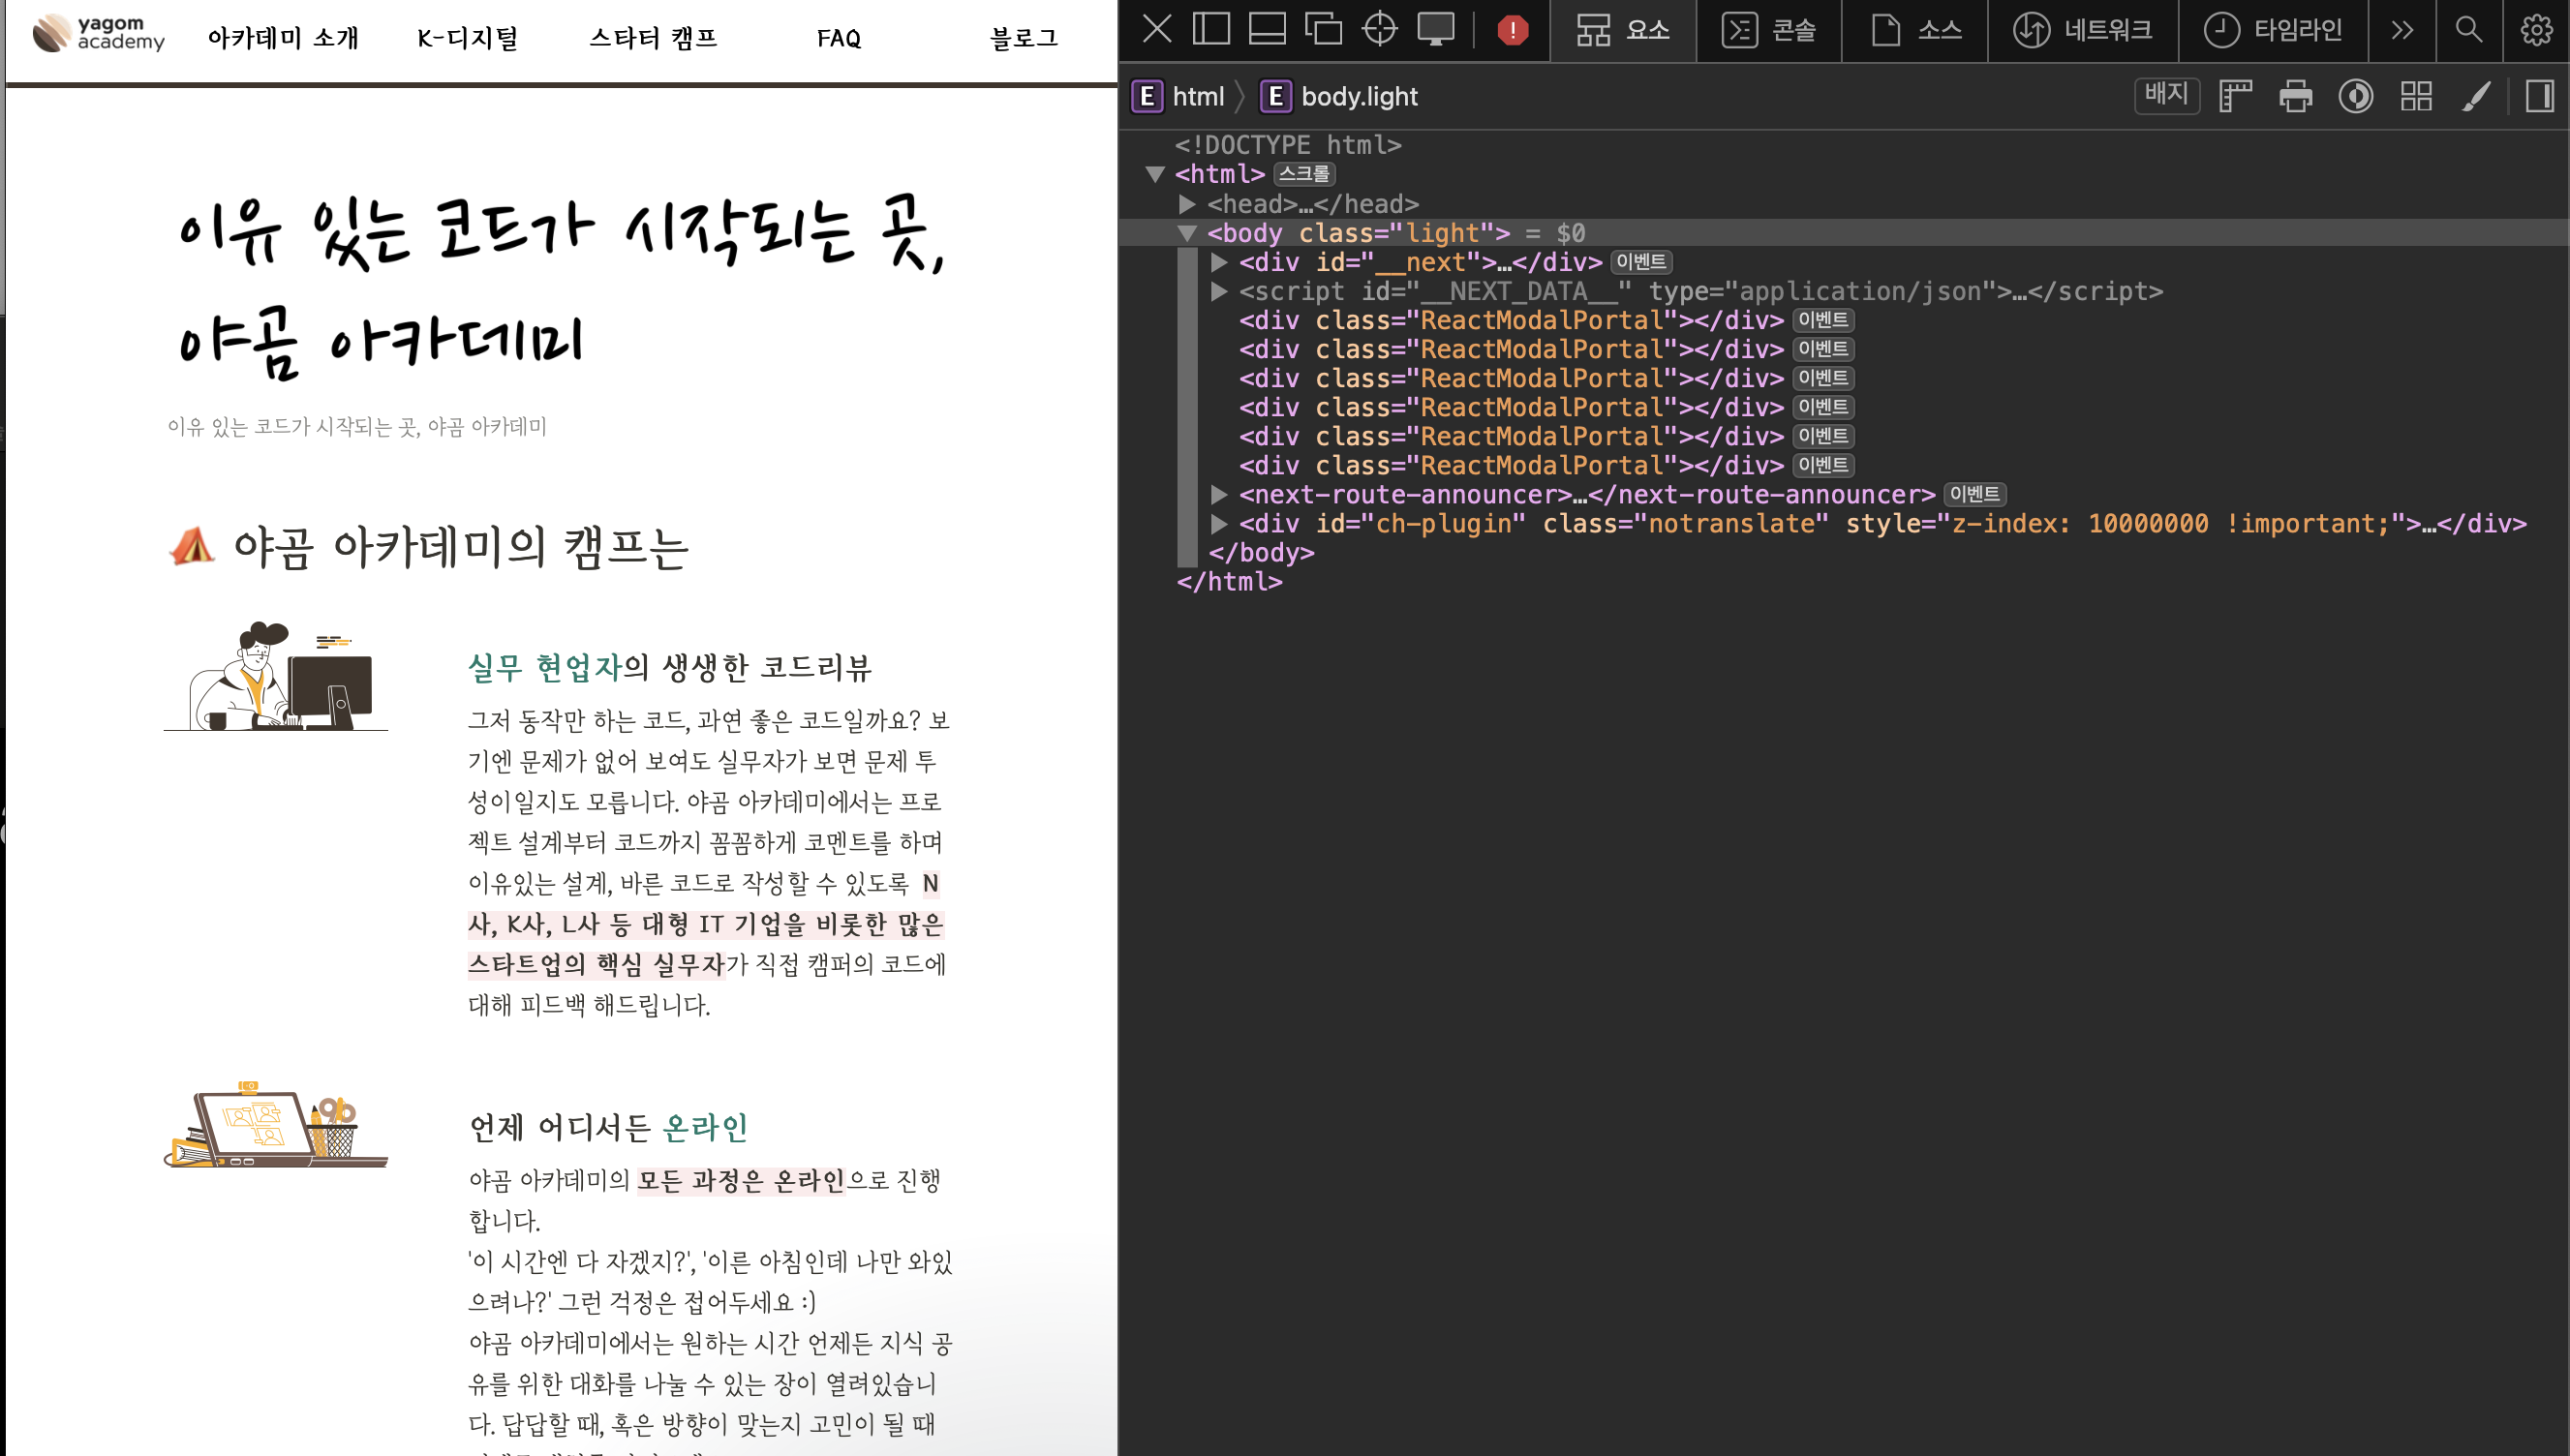 yagom
academy
아카데미 소개
K-디지털
스타터 캠프
FAQ
블로그
이유 있는 코드가 시작되는 곳,
야곰 아카데미
이유 있는 코드가 시작되는 곳, 야곰 아카데미
야곰 아카데미의 캠프는
실무 현업자의 생생한 코드리뷰
그저 동작만 하는 코드, 과연 좋은 코드일까요? 보
기엔 문제가 없어 보여도 실무자가 보면 문제 투
성이일지도 모릅니다. 야곰 아카데미에서는 프로
젝트 설계부터 코드까지 꼼꼼하게 코멘트를 하며
이유있는 설계, 바른 코드로 작성할 수 있도록 N
사, K사, L사 등 대형 IT 기업을 비롯한 많은
스타트업의 핵심 실무자가 직접 캠퍼의 코드에
대해 피드백 해드립니다.
언제 어디서든 온라인
야곰 아카데미의 모든 과정은 온라인으로 진행
합니다.
'이 시간엔 다 자겠지?', '이른 아침인데 나만 와있
으려나?' 그런 걱정은 접어두세요 :)
야곰 아카데미에서는 원하는 시간 언제든 지식 공
유를 위한 대화를 나눌 수 있는 장이 열려있습니
다. 답답할 때, 혹은 방향이 맞는지 고민이 될 때
요소
콘솔
소스
네트워크
타임라인
E html
E body.light
배지
<!DOCTYPE html>
<html> 스크롤
<head>…</head>
<body class="light"> = $0
<div id="__next">…</div> 이벤트
<script id="__NEXT_DATA__" type="application/json">…</script>
<div class="ReactModalPortal"></div> 이벤트
<div class="ReactModalPortal"></div> 이벤트
<div class="ReactModalPortal"></div> 이벤트
<div class="ReactModalPortal"></div> 이벤트
<div class="ReactModalPortal"></div> 이벤트
<div class="ReactModalPortal"></div> 이벤트
<next-route-announcer>…</next-route-announcer> 이벤트
<div id="ch-plugin" class="notranslate" style="z-index: 10000000 !important;">…</div>
</body>
</html>